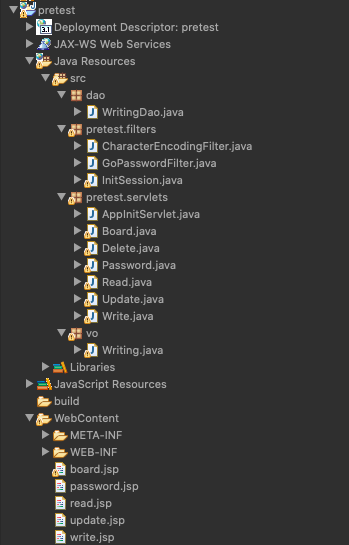 pretest
Deployment Descriptor: pretest
JAX-WS Web Services
Java Resources
src
dao
WritingDao.java
pretest.filters
CharacterEncodingFilter.java
GoPasswordFilter.java
InitSession.java
pretest.servlets
AppInitServlet.java
Board.java
Delete.java
Password.java
Read.java
Update.java
Write.java
vo
Writing.java
Libraries
JavaScript Resources
build
WebContent
META-INF
WEB-INF
board.jsp
password.jsp
read.jsp
update.jsp
write.jsp